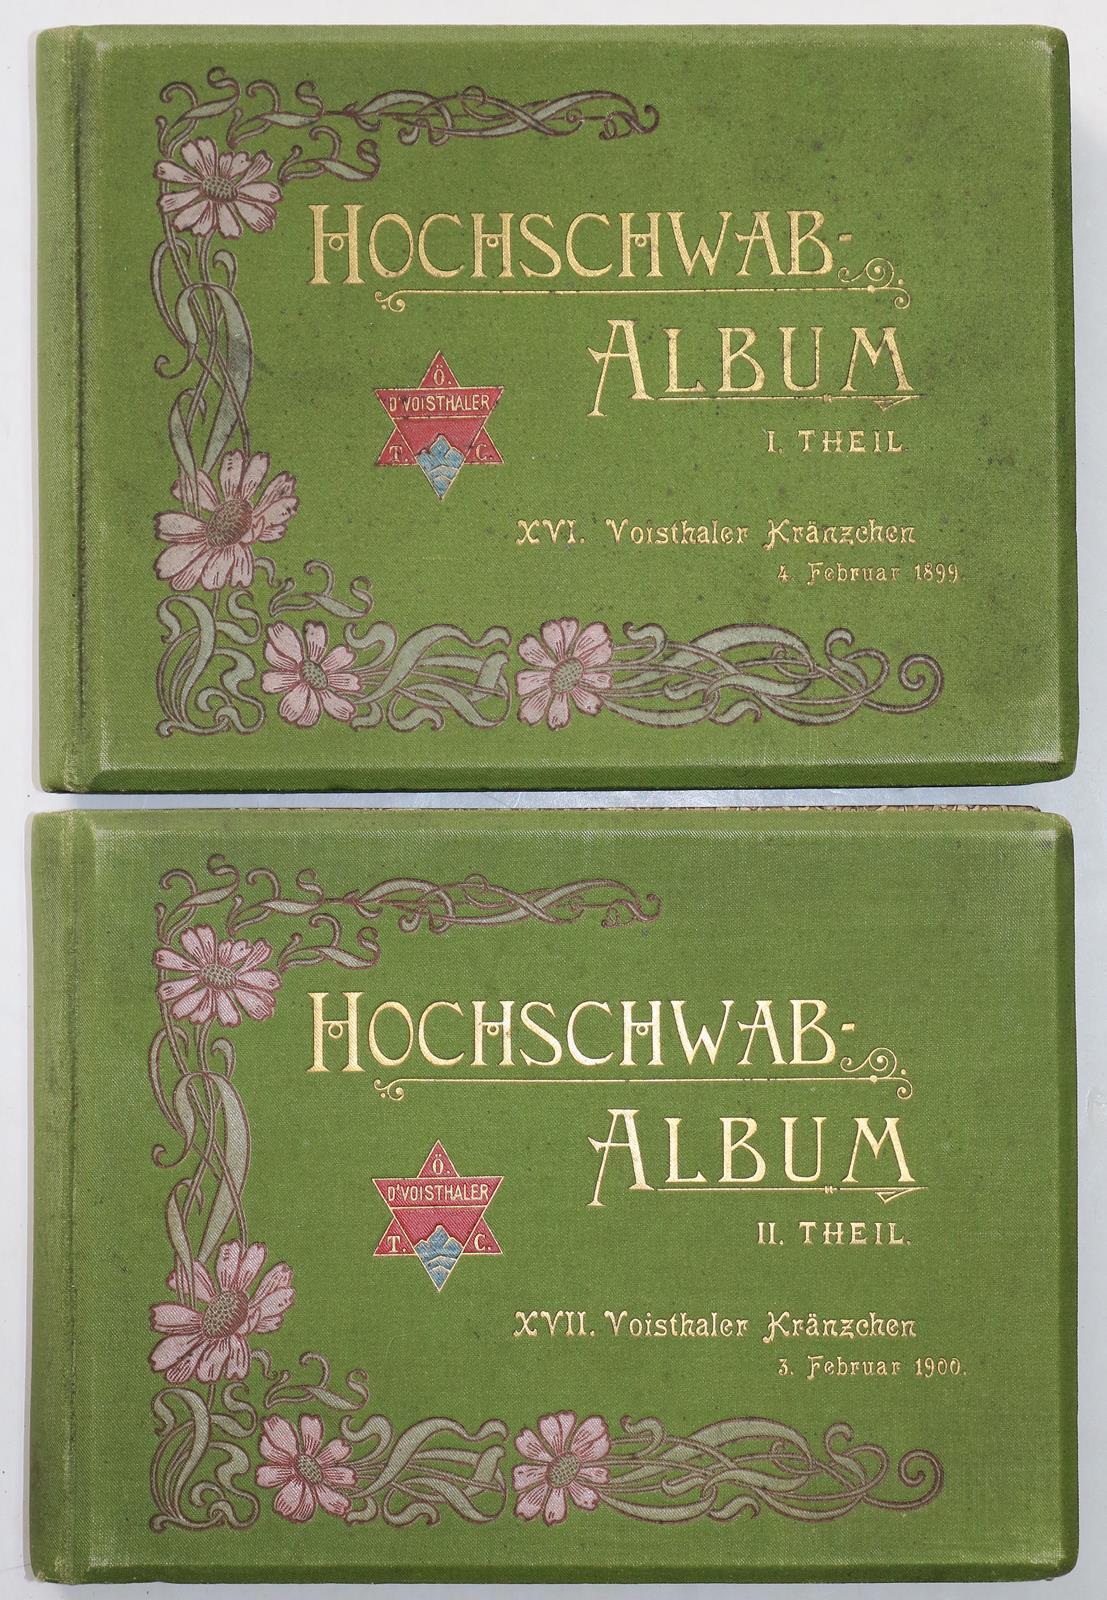 HOCHSCHWAB-
ALBUM
I. THEIL
Ö.
D'VOISTHALER
T. C.
XVI. Voisthaler Kränzchen
4. Februar 1899.
HOCHSCHWAB-
ALBUM
II. THEIL.
Ö.
D'VOISTHALER
T. C.
XVII. Voisthaler Kränzchen
3. Februar 1900.